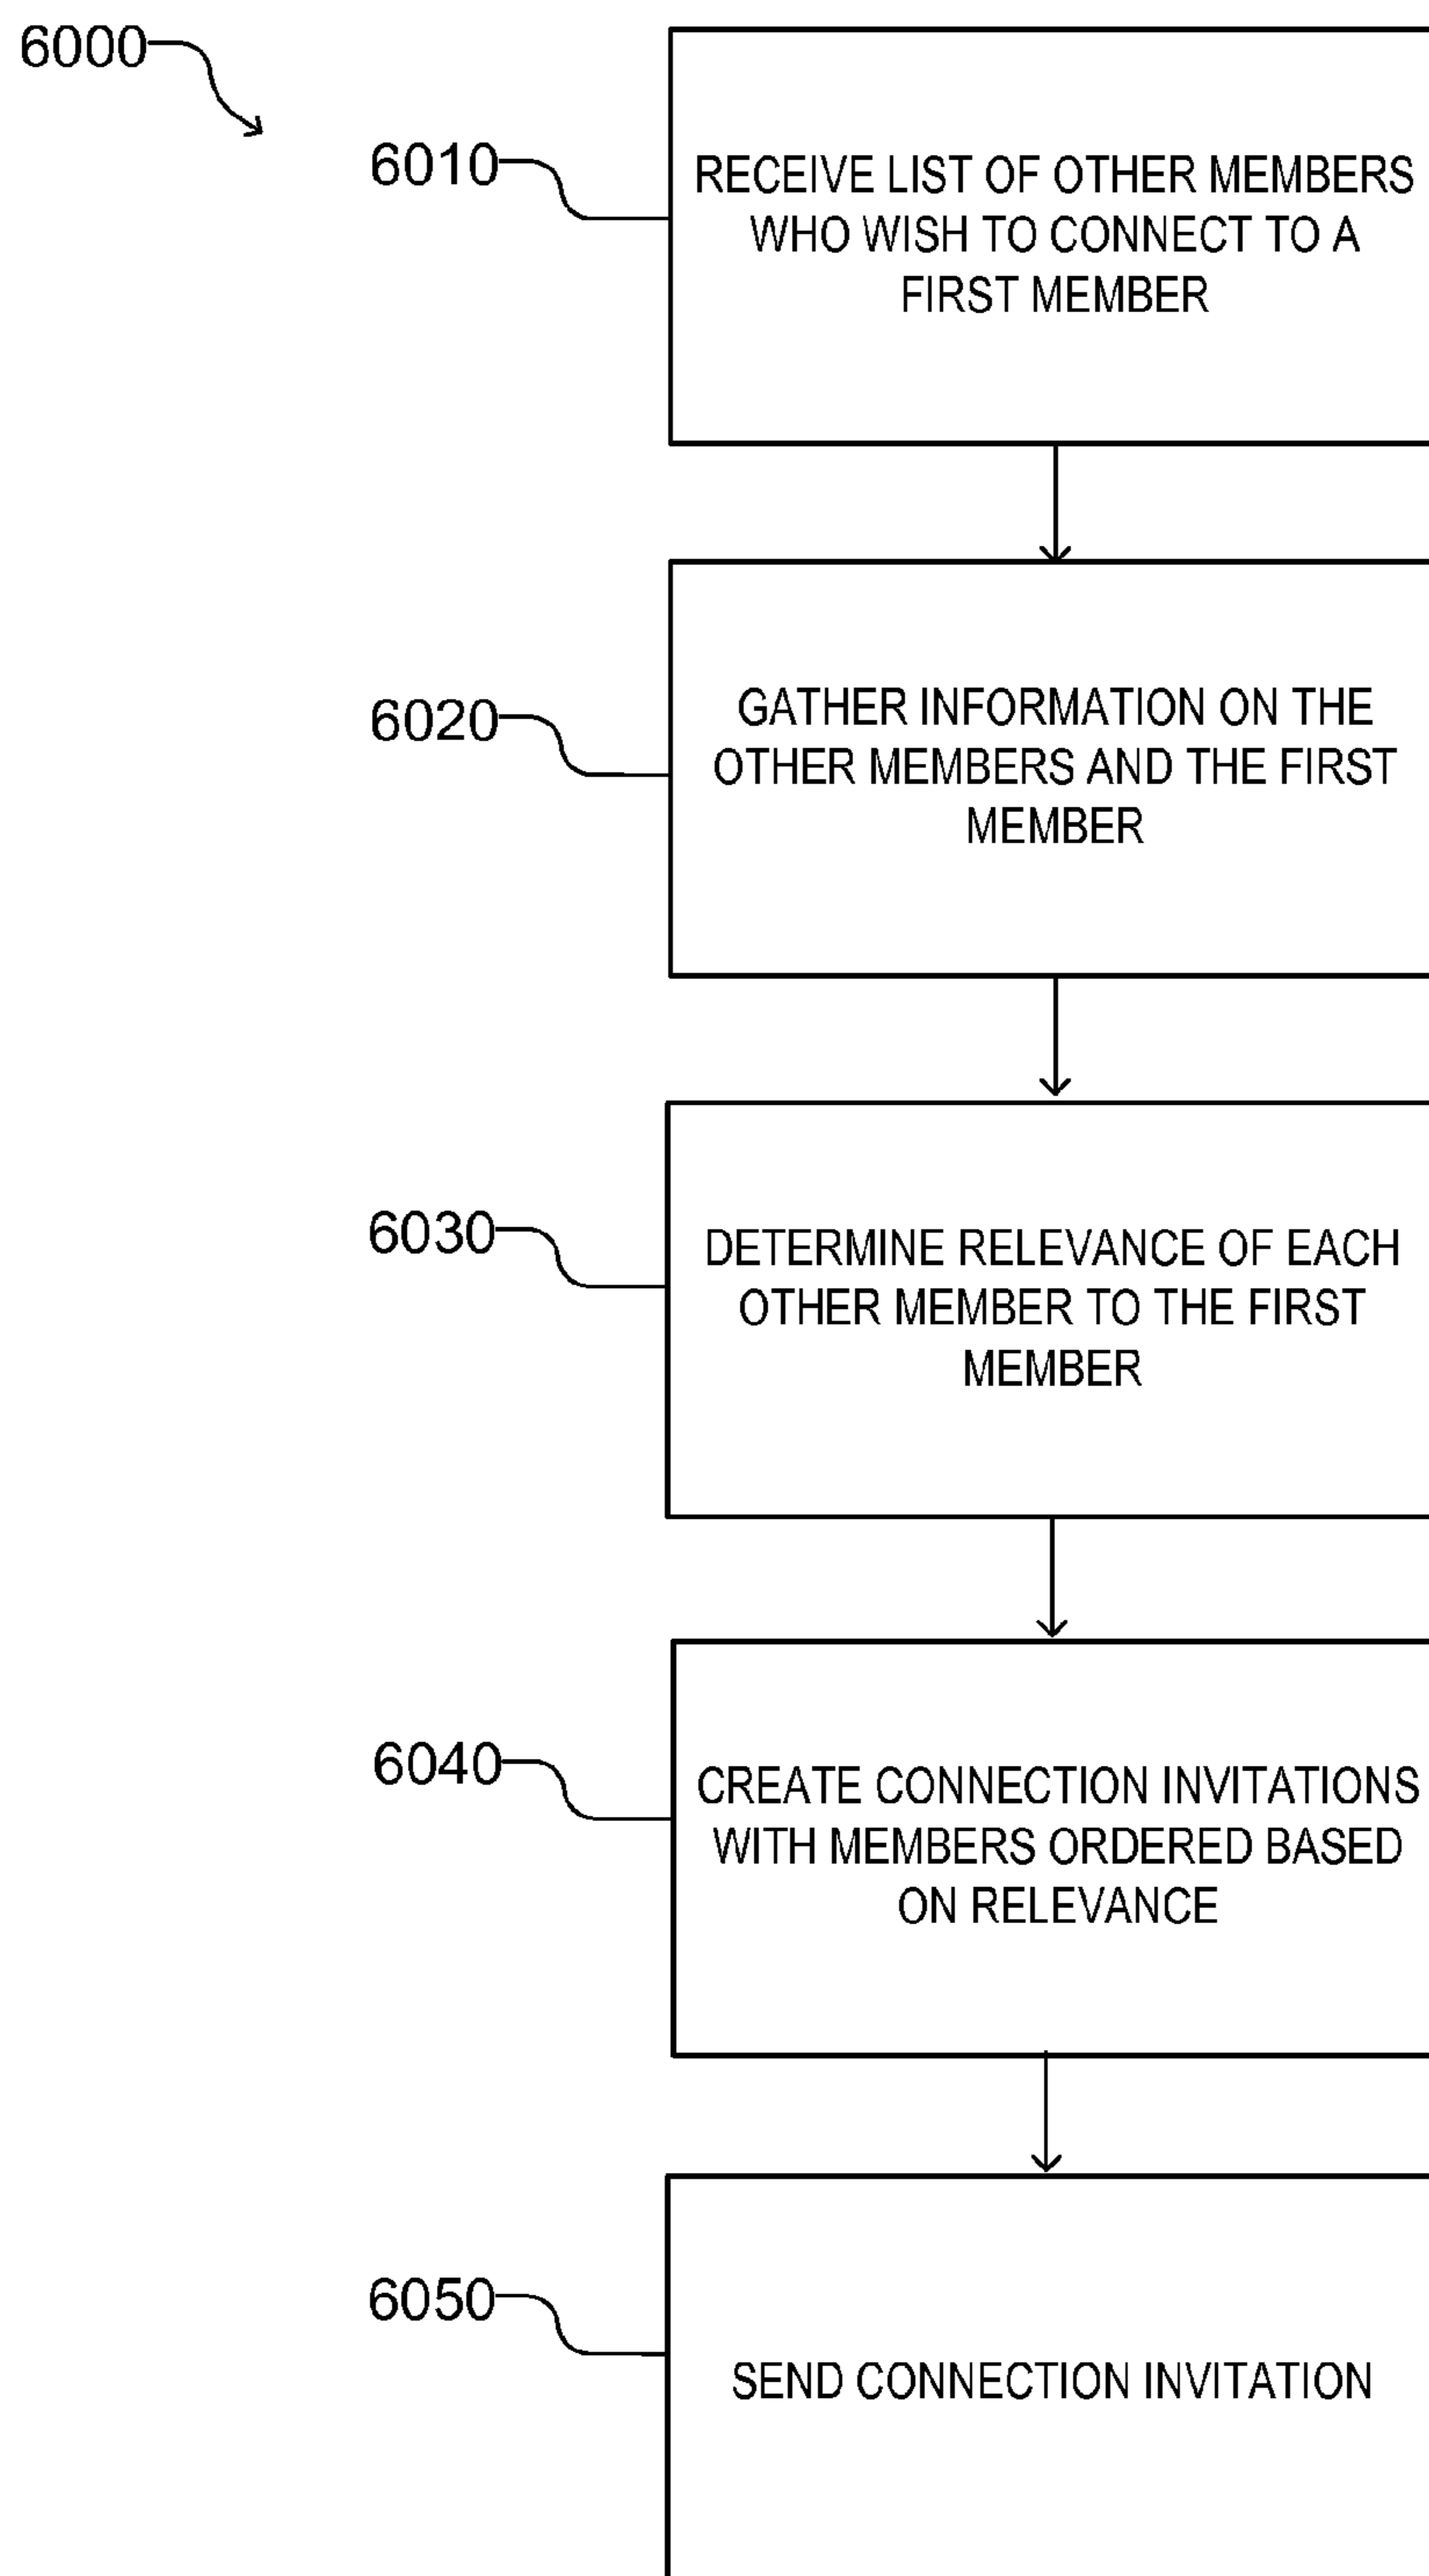 6000
6010
RECEIVE LIST OF OTHER MEMBERS
WHO WISH TO CONNECT TO A
FIRST MEMBER
6020
GATHER INFORMATION ON THE
OTHER MEMBERS AND THE FIRST
MEMBER
6030
DETERMINE RELEVANCE OF EACH
OTHER MEMBER TO THE FIRST
MEMBER
6040
CREATE CONNECTION INVITATIONS
WITH MEMBERS ORDERED BASED
ON RELEVANCE
6050
SEND CONNECTION INVITATION